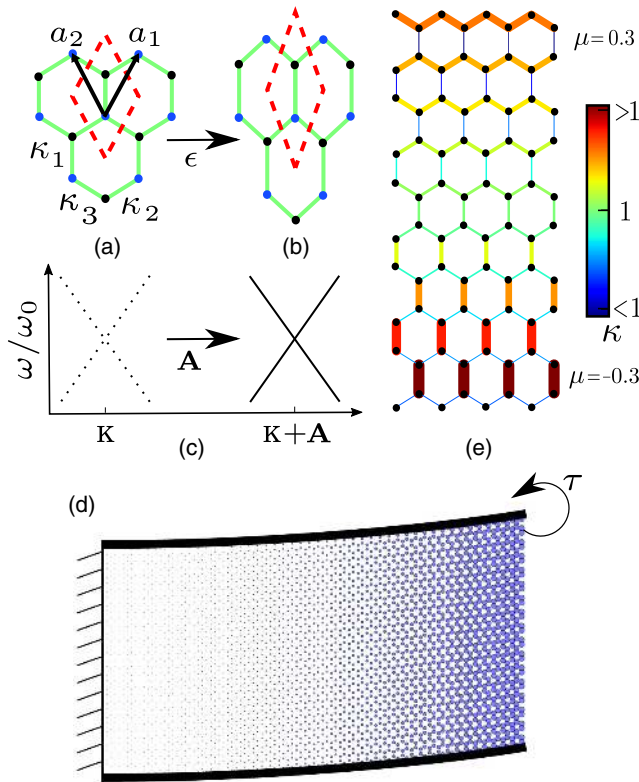 a₂ a₁
κ₁
κ₃ κ₂
ϵ
(a) (b)
ω/ω₀
A
K K+A
(c)
μ=0.3
>1
1
<1
κ
μ=-0.3
(e)
(d)
τ